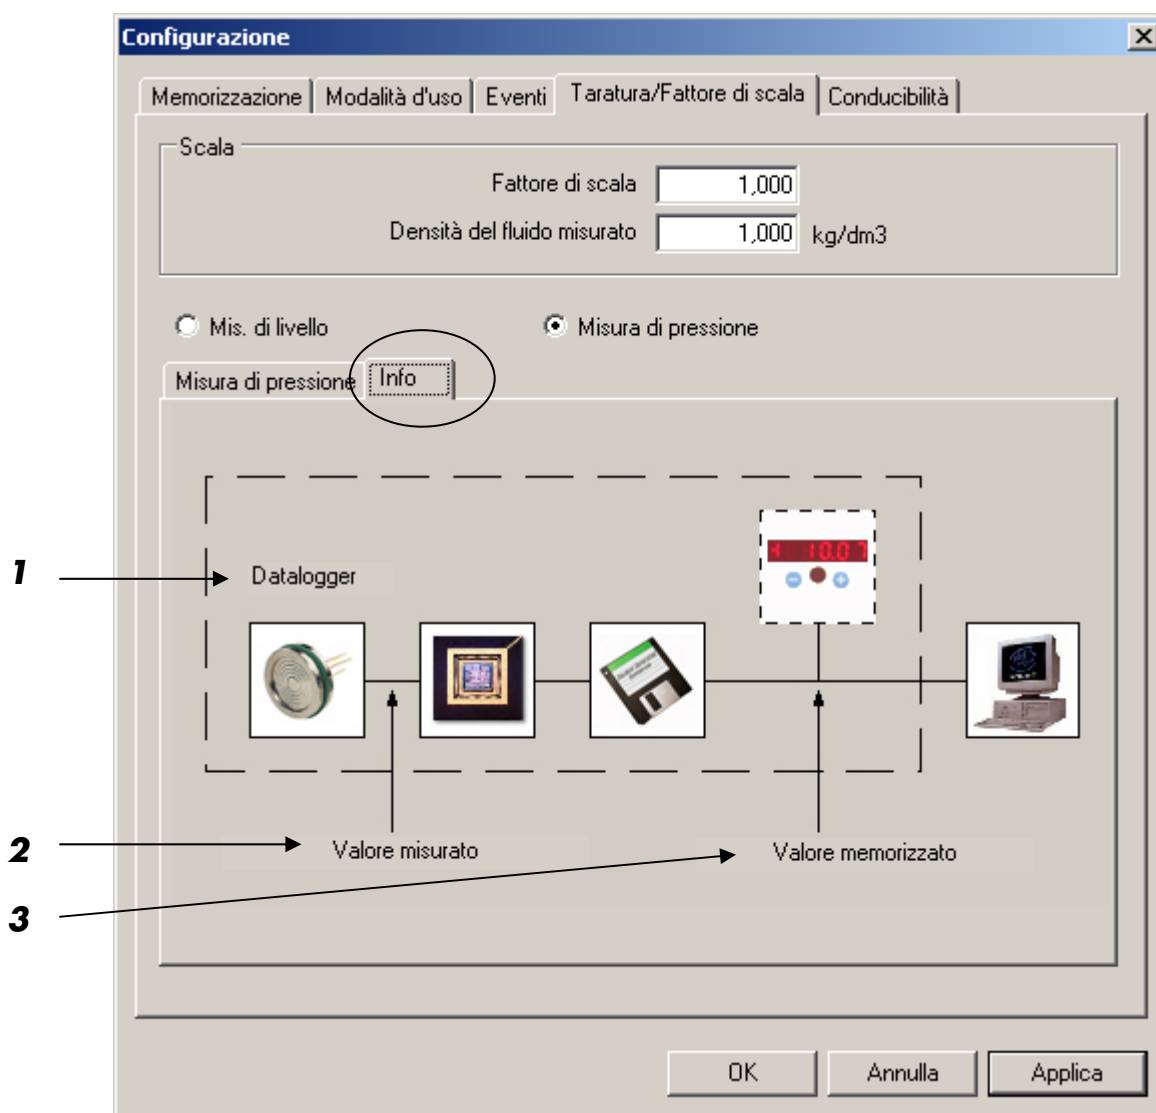 Configurazione
Memorizzazione Modalità d'uso Eventi Taratura/Fattore di scala Conducibilità
Scala
Fattore di scala 1,000
Densità del fluido misurato 1,000 kg/dm3
Mis. di livello Misura di pressione
Misura di pressione Info
10.07
1 Datalogger
2 Valore misurato Valore memorizzato
3
OK Annulla Applica